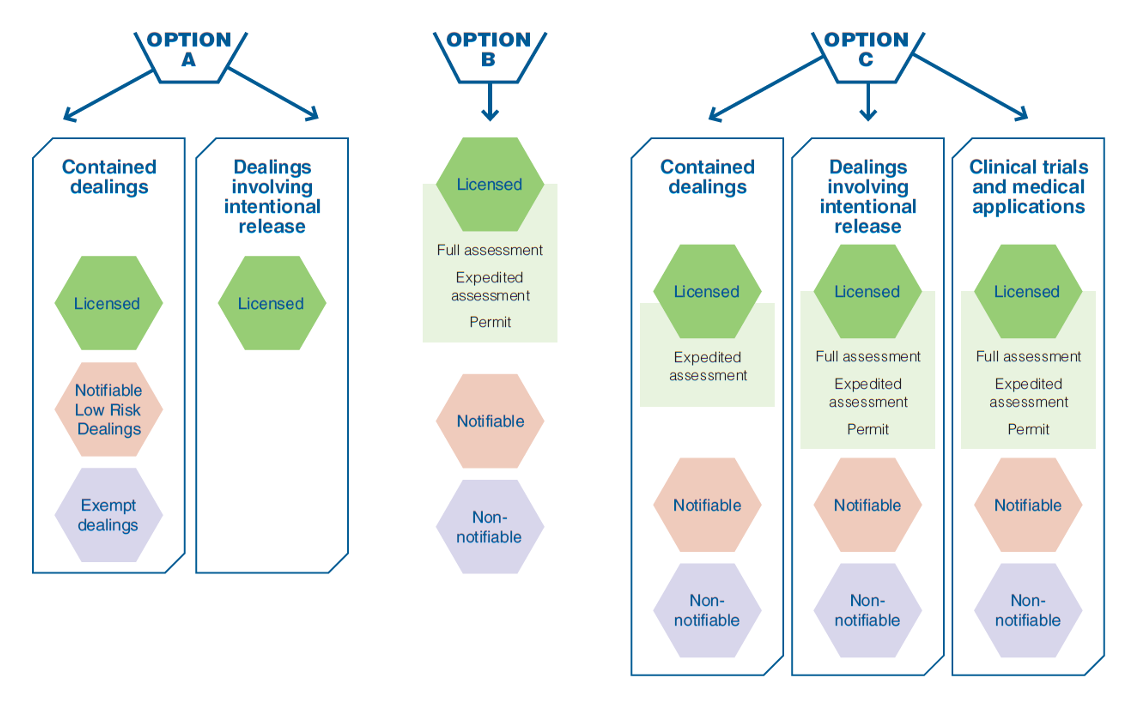 OPTION
A
Contained
dealings
Licensed
Notifiable
Low Risk
Dealings
Exempt
dealings
Dealings
involving
intentional
release
Licensed
OPTION
B
Licensed
Full assessment
Expedited
assessment
Permit
Notifiable
Non-
notifiable
OPTION
C
Contained
dealings
Licensed
Expedited
assessment
Notifiable
Non-
notifiable
Dealings
involving
intentional
release
Licensed
Full assessment
Expedited
assessment
Permit
Notifiable
Non-
notifiable
Clinical trials
and medical
applications
Licensed
Full assessment
Expedited
assessment
Permit
Notifiable
Non-
notifiable